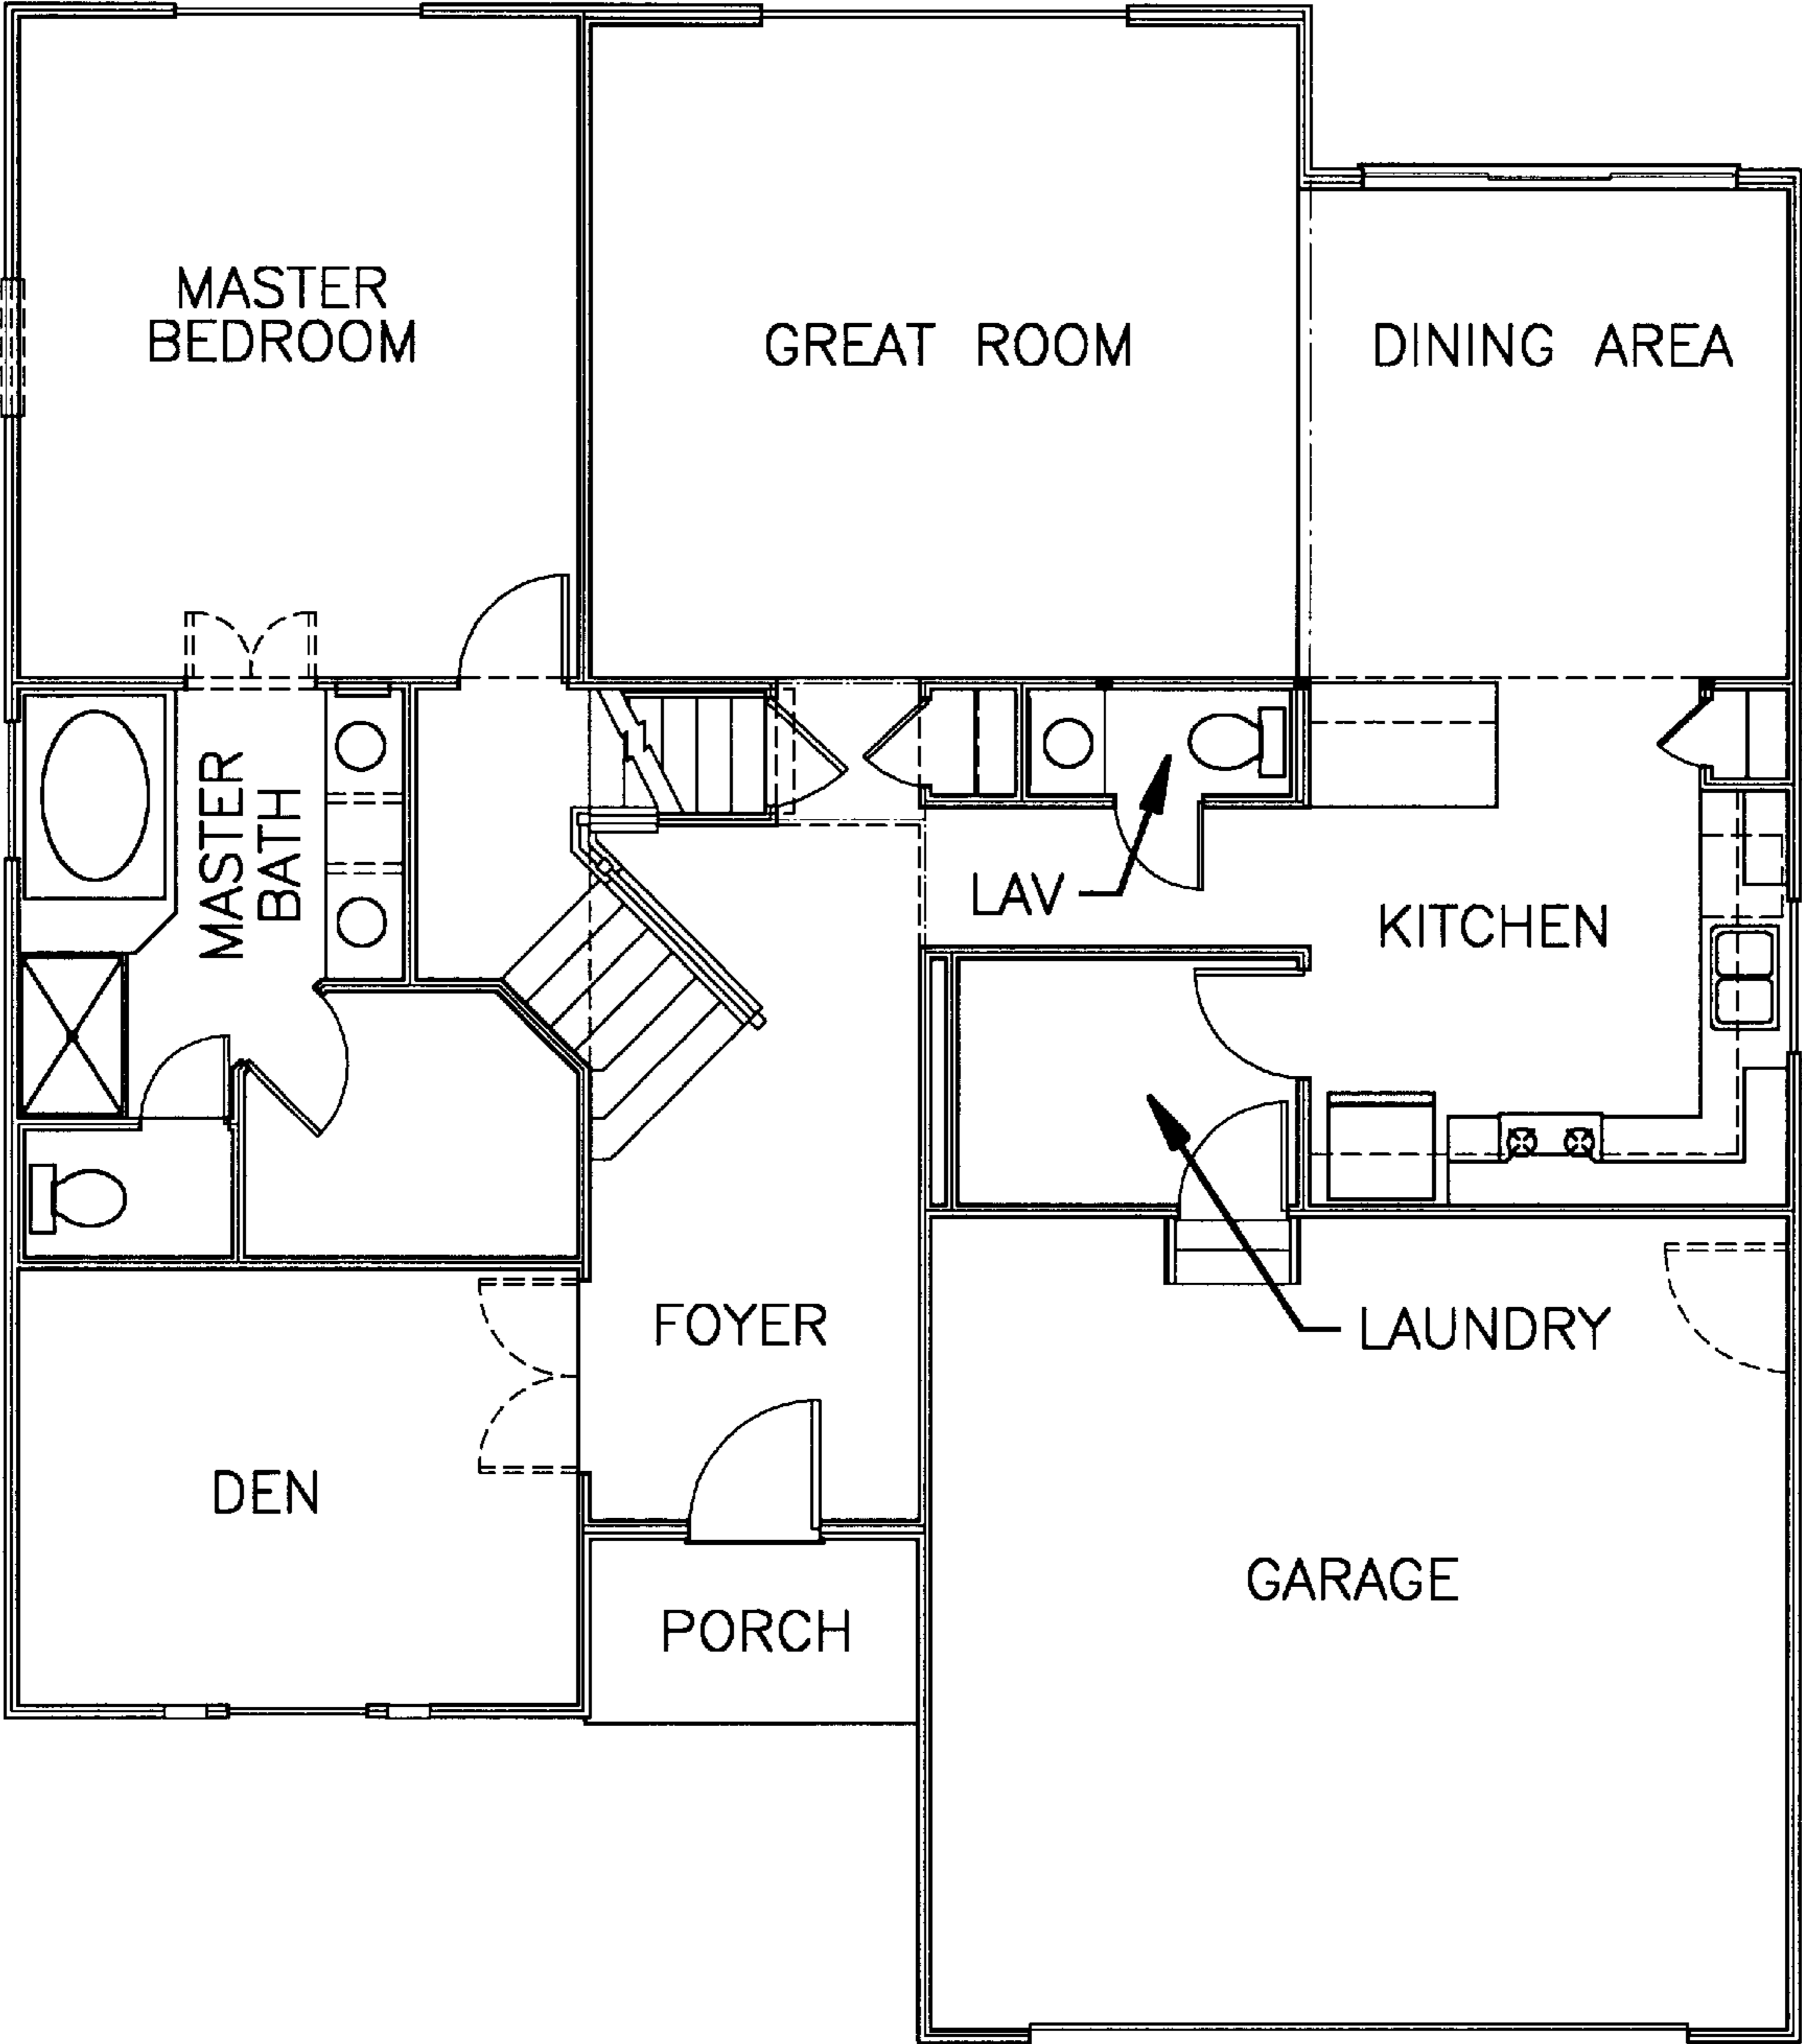 MASTER
BEDROOM
GREAT ROOM
DINING AREA
MASTER
BATH
LAV
KITCHEN
FOYER
LAUNDRY
DEN
GARAGE
PORCH